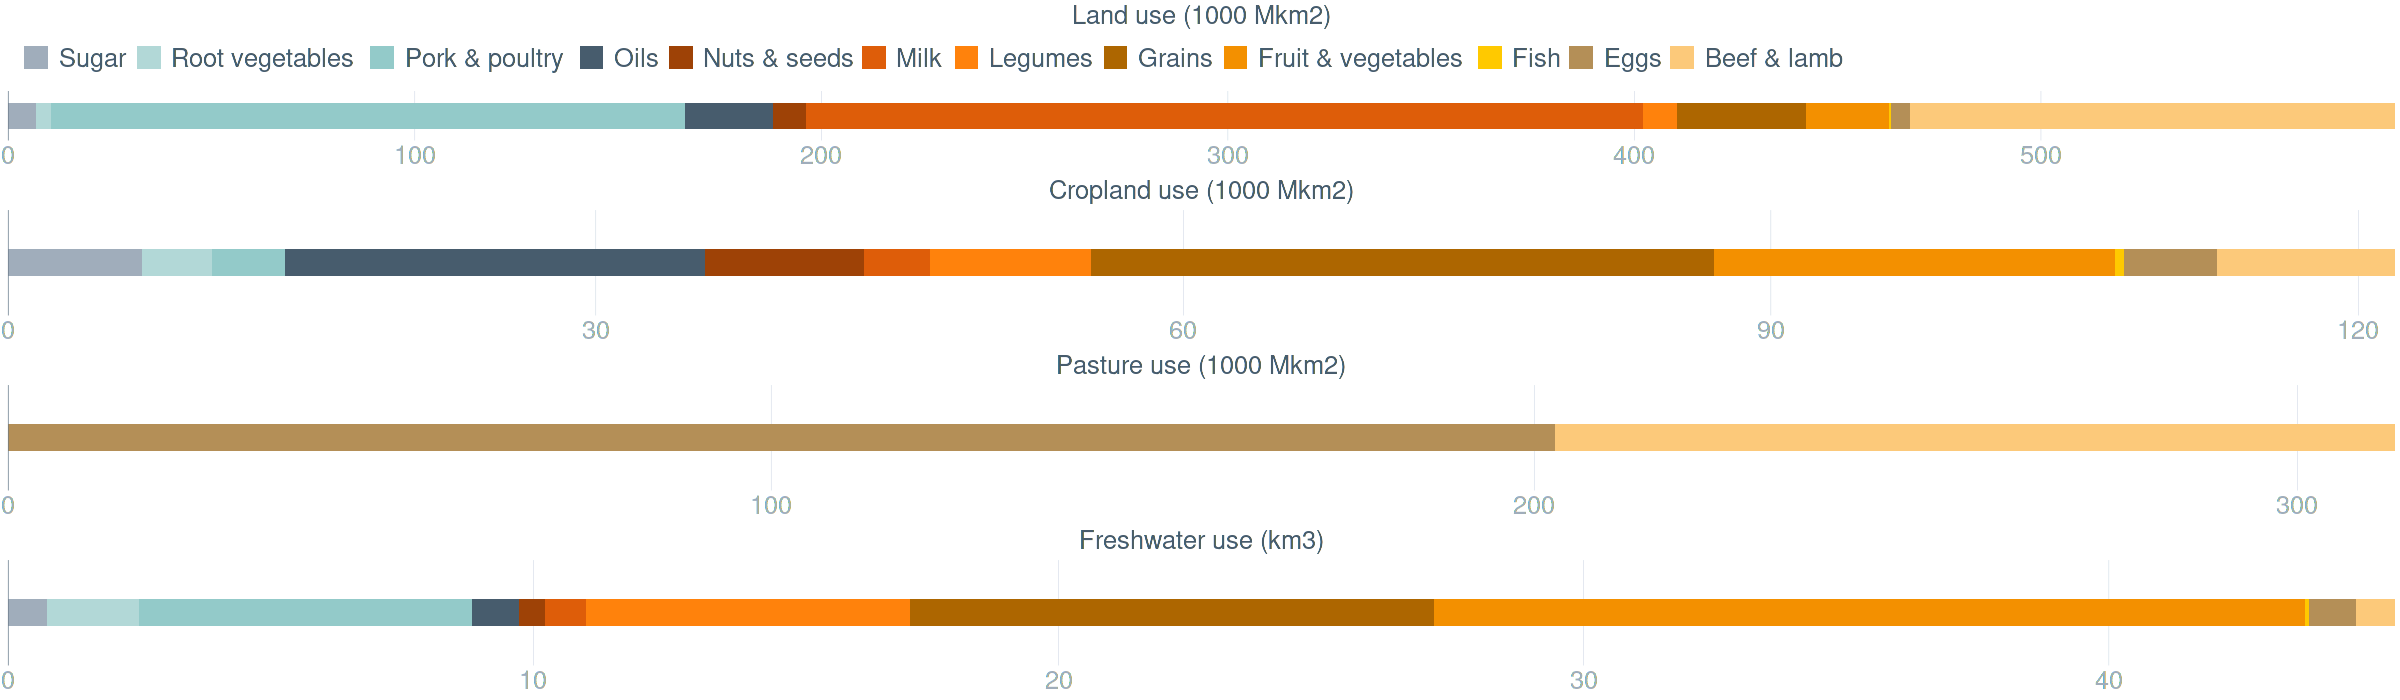 Land use (1000 Mkm2)
Sugar Root vegetables Pork & poultry Oils Nuts & seeds Milk Legumes Grains Fruit & vegetables Fish Eggs Beef & lamb
0 100 200 300 400 500
Cropland use (1000 Mkm2)
0 30 60 90 120
Pasture use (1000 Mkm2)
0 100 200 300
Freshwater use (km3)
0 10 20 30 40